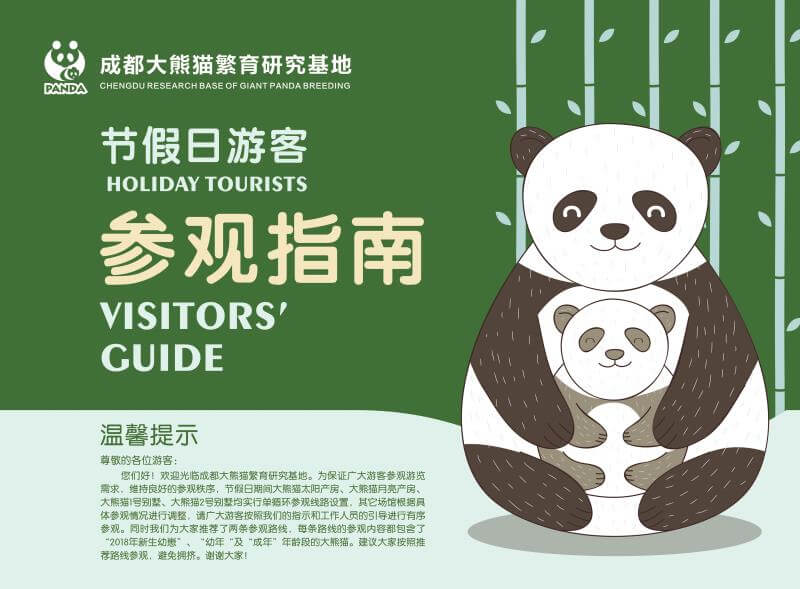 PANDA
成都大熊猫繁育研究基地
CHENGDU RESEARCH BASE OF GIANT PANDA BREEDING
节假日游客
HOLIDAY TOURISTS
参观指南
VISITORS’
GUIDE
温馨提示
尊敬的各位游客：
您们好！欢迎光临成都大熊猫繁育研究基地。为保证广大游客参观游览
需求，维持良好的参观秩序，节假日期间大熊猫太阳产房、大熊猫月亮产房、
大熊猫1号别墅、大熊猫2号别墅均实行单循环参观线路设置，其它场馆根据具
体参观情况进行调整，请广大游客按照我们的指示和工作人员的引导进行有序
参观。同时我们为大家推荐了两条参观路线，每条路线的参观内容都包含了
“2018年新生幼崽”、“幼年“及“成年”年龄段的大熊猫。建议大家按照推
荐路线参观，避免拥挤。谢谢大家！